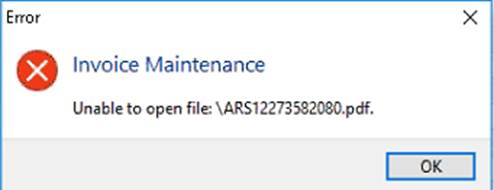 Error
Invoice Maintenance
Unable to open file: \ARS12273582080.pdf.
OK